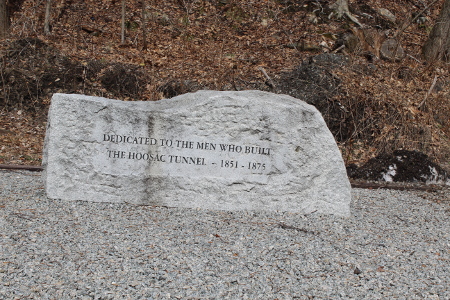 DEDICATED TO THE MEN WHO BUILT
THE HOOSAC TUNNEL ~ 1851 - 1875